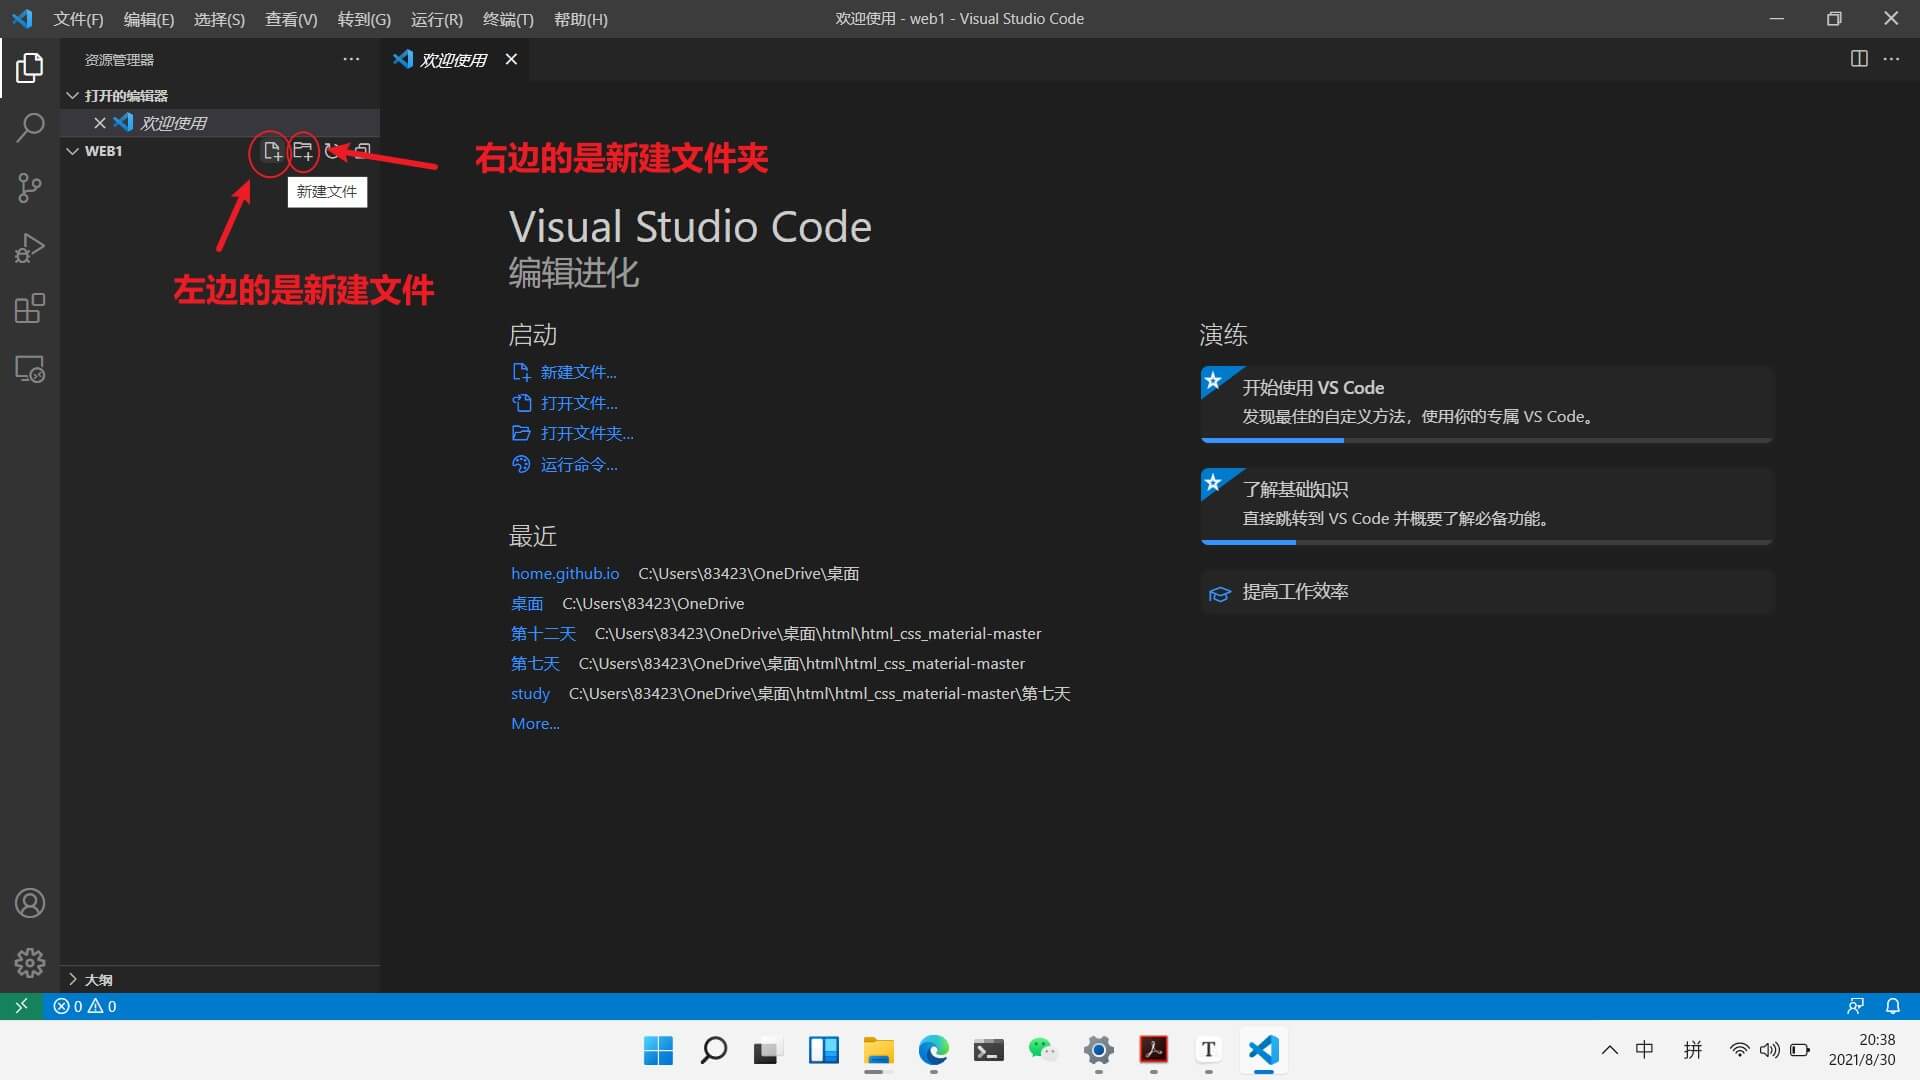 文件(F) 编辑(E) 选择(S) 查看(V) 转到(G) 运行(R) 终端(T) 帮助(H)
欢迎使用 - web1 - Visual Studio Code
资源管理器
欢迎使用
打开的编辑器
欢迎使用
WEB1
右边的是新建文件夹
新建文件
左边的是新建文件
Visual Studio Code
编辑进化
启动
新建文件...
打开文件...
打开文件夹...
运行命令...
最近
home.github.io C:\Users\83423\OneDrive\桌面
桌面 C:\Users\83423\OneDrive
第十二天 C:\Users\83423\OneDrive\桌面\html\html_css_material-master
第七天 C:\Users\83423\OneDrive\桌面\html\html_css_material-master
study C:\Users\83423\OneDrive\桌面\html\html_css_material-master\第七天
More...
演练
开始使用 VS Code
发现最佳的自定义方法，使用你的专属 VS Code。
了解基础知识
直接跳转到 VS Code 并概要了解必备功能。
提高工作效率
大纲
0 0
T
中 拼
20:38
2021/8/30